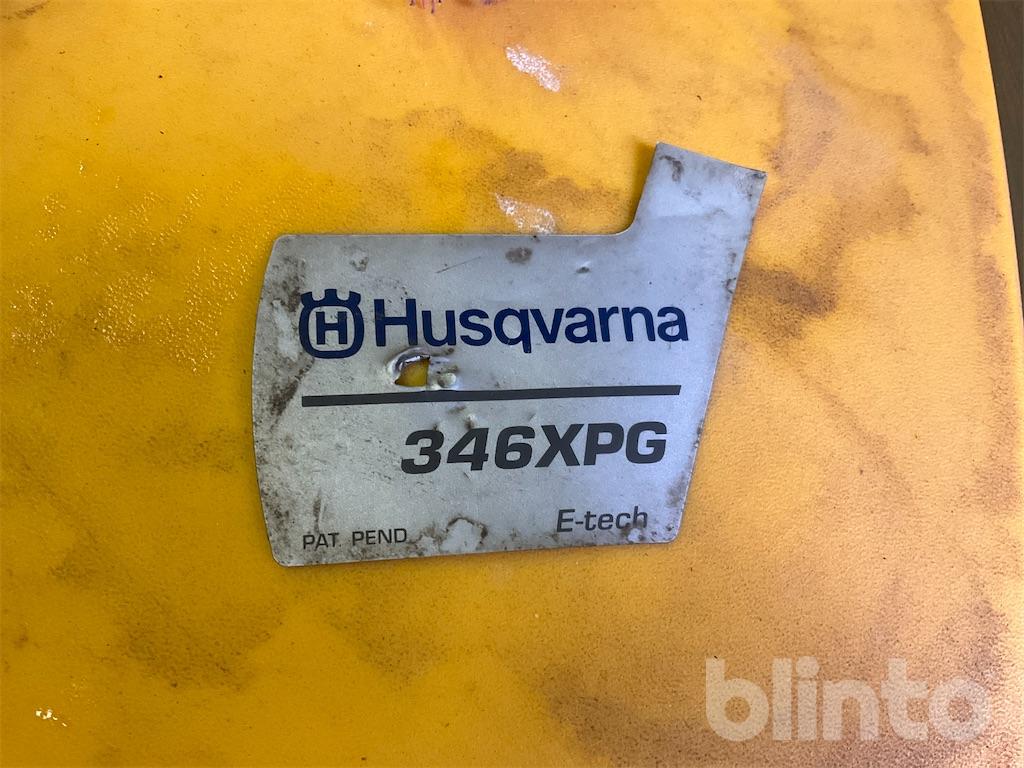 H Husqvarna
346XPG
E-tech
PAT PEND
blinto